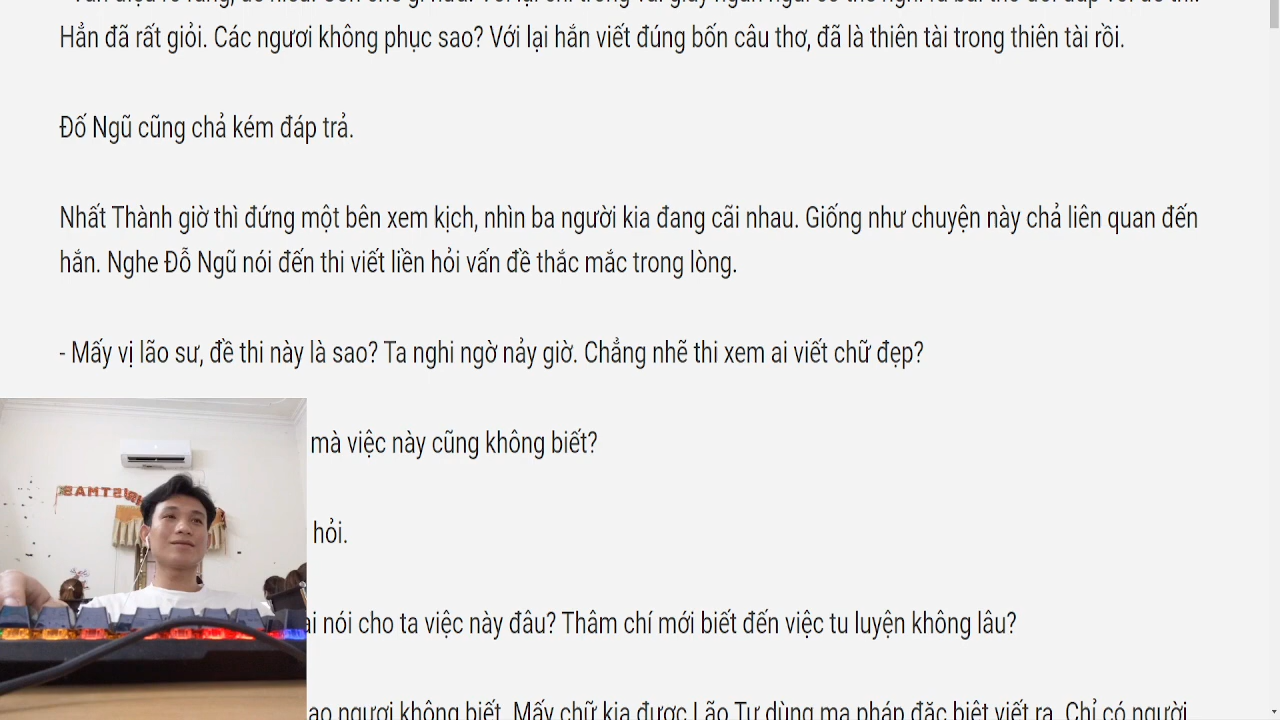 Hắn đã rất giỏi. Các ngươi không phục sao? Với lại hắn viết đúng bốn câu thơ, đã là thiên tài trong thiên tài rồi.
Đố Ngũ cũng chả kém đáp trả.
Nhất Thành giờ thì đứng một bên xem kịch, nhìn ba người kia đang cãi nhau. Giống như chuyện này chả liên quan đến
hắn. Nghe Đỗ Ngũ nói đến thi viết liền hỏi vấn đề thắc mắc trong lòng.
- Mấy vị lão sư, đề thi này là sao? Ta nghi ngờ nảy giờ. Chẳng nhẽ thi xem ai viết chữ đẹp?
mà việc này cũng không biết?
hỏi.
nói cho ta việc này đâu? Thâm chí mới biết đến việc tu luyện không lâu?
ngươi không biết. Mấy chữ kia được Lão Tự dùng ma pháp đặc biệt viết ra. Chỉ có người